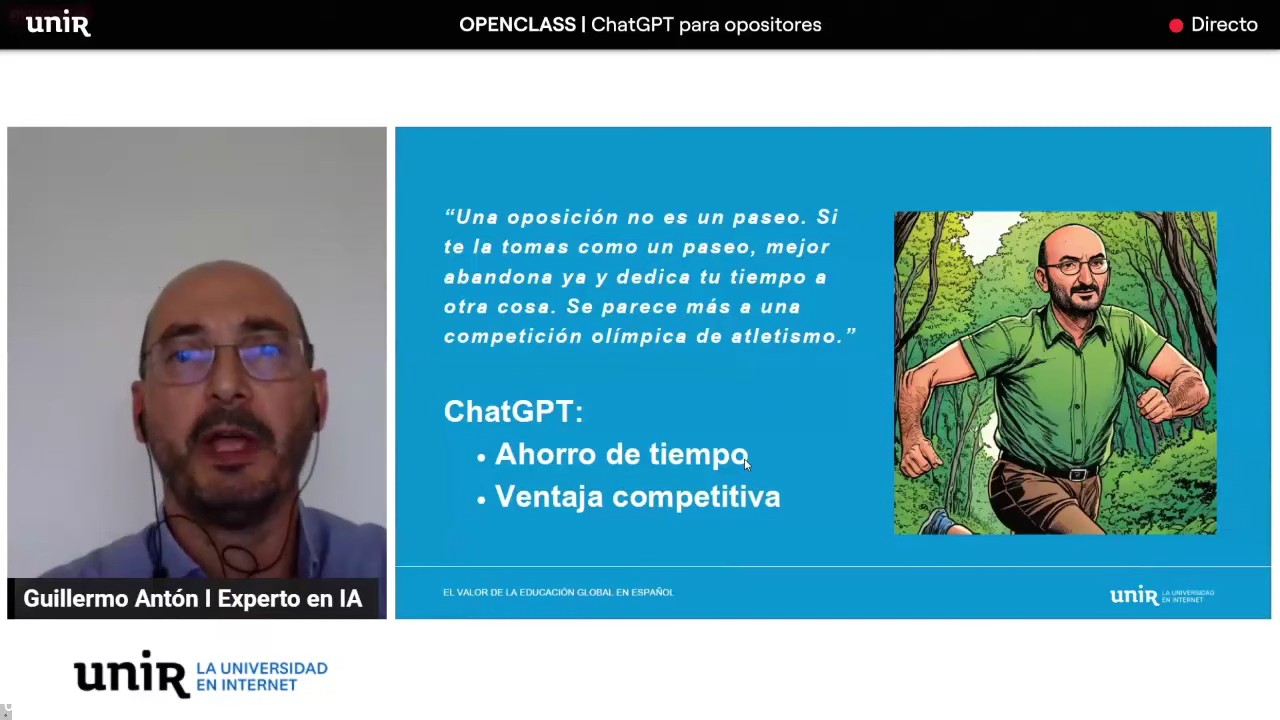 unir
OPENCLASS | ChatGPT para opositores
Directo
“Una oposición no es un paseo. Si
te la tomas como un paseo, mejor
abandona ya y dedica tu tiempo a
otra cosa. Se parece más a una
competición olímpica de atletismo.”
ChatGPT:
• Ahorro de tiempo
• Ventaja competitiva
Guillermo Antón I Experto en IA
EL VALOR DE LA EDUCACIÓN GLOBAL EN ESPAÑOL
unir LA UNIVERSIDAD
EN INTERNET
unir LA UNIVERSIDAD
EN INTERNET